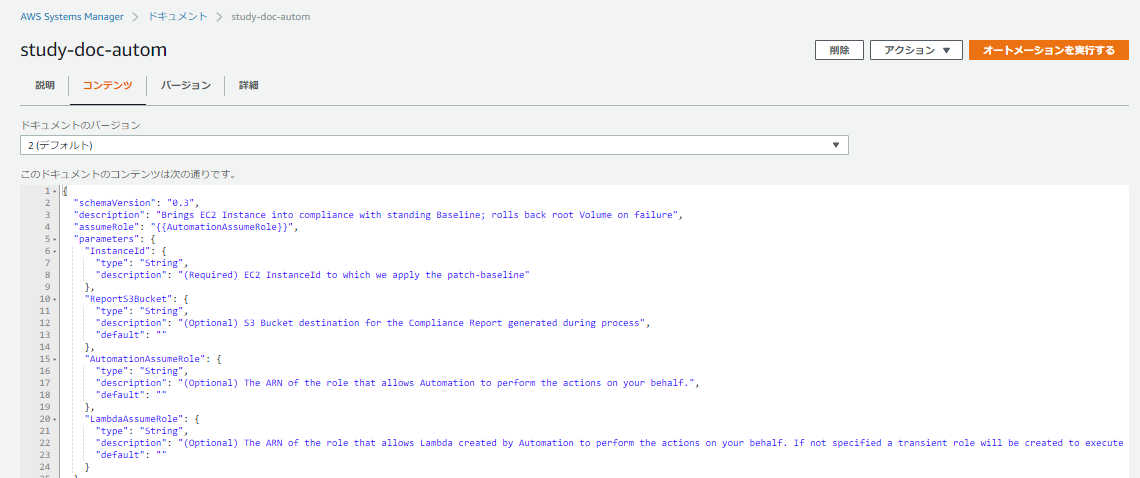 AWS Systems Manager > ドキュメント > study-doc-autom
study-doc-autom
削除 アクション ▼ オートメーションを実行する
説明 コンテンツ バージョン 詳細
ドキュメントのバージョン
2 (デフォルト)
このドキュメントのコンテンツは次の通りです。
1 {
2 "schemaVersion": "0.3",
3 "description": "Brings EC2 Instance into compliance with standing Baseline; rolls back root Volume on failure",
4 "assumeRole": "{{AutomationAssumeRole}}",
5 "parameters": {
6 "InstanceId": {
7 "type": "String",
8 "description": "(Required) EC2 InstanceId to which we apply the patch-baseline"
9 },
10 "ReportS3Bucket": {
11 "type": "String",
12 "description": "(Optional) S3 Bucket destination for the Compliance Report generated during process",
13 "default": ""
14 },
15 "AutomationAssumeRole": {
16 "type": "String",
17 "description": "(Optional) The ARN of the role that allows Automation to perform the actions on your behalf.",
18 "default": ""
19 },
20 "LambdaAssumeRole": {
21 "type": "String",
22 "description": "(Optional) The ARN of the role that allows Lambda created by Automation to perform the actions on your behalf. If not specified a transient role will be created to execute
23 "default": ""
24 }